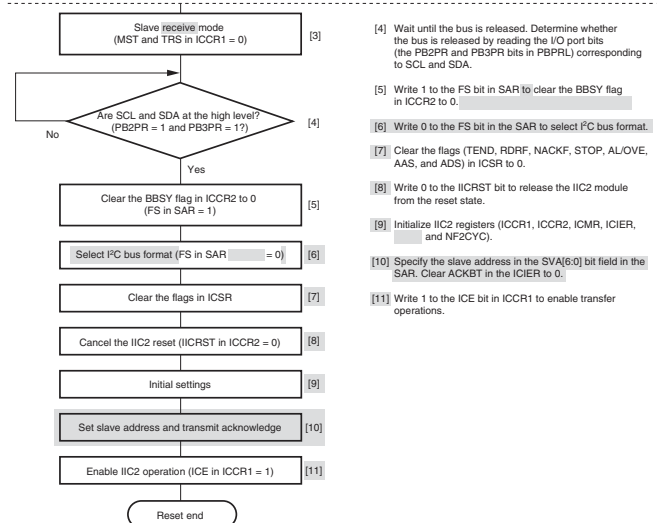 Slave receive mode
(MST and TRS in ICCR1 = 0)
[3]
Are SCL and SDA at the high level?
(PB2PR = 1 and PB3PR = 1?)
[4]
No
Yes
Clear the BBSY flag in ICCR2 to 0
(FS in SAR = 1)
[5]
Select I²C bus format (FS in SAR = 0)
[6]
Clear the flags in ICSR
[7]
Cancel the IIC2 reset (IICRST in ICCR2 = 0)
[8]
Initial settings
[9]
Set slave address and transmit acknowledge
[10]
Enable IIC2 operation (ICE in ICCR1 = 1)
[11]
Reset end
[4] Wait until the bus is released. Determine whether
the bus is released by reading the I/O port bits
(the PB2PR and PB3PR bits in PBPRL) corresponding
to SCL and SDA.
[5] Write 1 to the FS bit in SAR to clear the BBSY flag
in ICCR2 to 0.
[6] Write 0 to the FS bit in the SAR to select I²C bus format.
[7] Clear the flags (TEND, RDRF, NACKF, STOP, AL/OVE,
AAS, and ADS) in ICSR to 0.
[8] Write 0 to the IICRST bit to release the IIC2 module
from the reset state.
[9] Initialize IIC2 registers (ICCR1, ICCR2, ICMR, ICIER,
and NF2CYC).
[10] Specify the slave address in the SVA[6:0] bit field in the
SAR. Clear ACKBT in the ICIER to 0.
[11] Write 1 to the ICE bit in ICCR1 to enable transfer
operations.